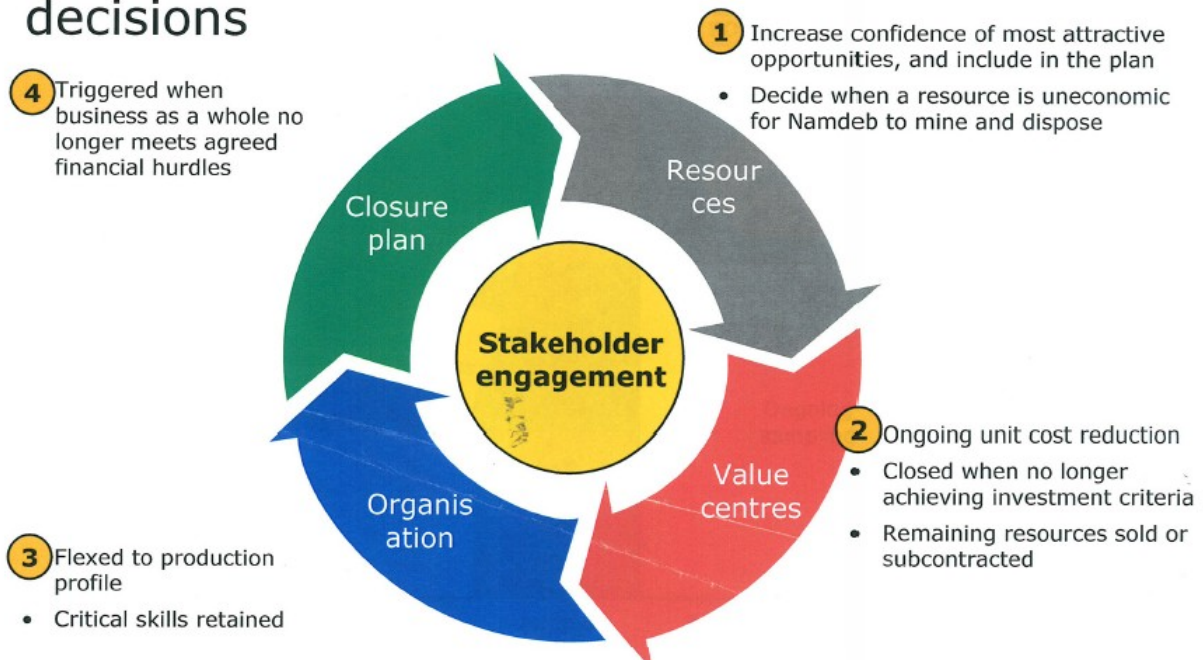 decisions
1 Increase confidence of most attractive
opportunities, and include in the plan
• Decide when a resource is uneconomic
for Namdeb to mine and dispose
4 Triggered when
business as a whole no
longer meets agreed
financial hurdles
Resour
ces
Closure
plan
Stakeholder
engagement
2 Ongoing unit cost reduction
• Closed when no longer
achieving investment criteria
• Remaining resources sold or
subcontracted
Value
centres
Organis
ation
3 Flexed to production
profile
• Critical skills retained